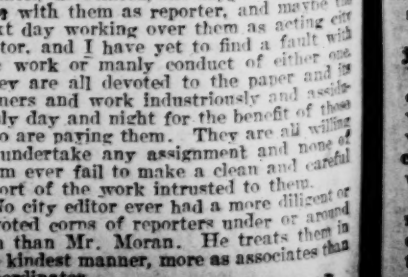 with them as reporter, and maybe the
xt day working over them as acting city
tor, and I have yet to find a fault with
work or manly conduct of either one.
ey are all devoted to the paper and its
ners and work industriously and assidu-
ly day and night for the benefit of those
o are paying them. They are all willing
undertake any assignment and none of
m ever fail to make a clean and careful
ort of the work intrusted to them.
No city editor ever had a more diligent or
voted corps of reporters under or around
than Mr. Moran. He treats them in
kindest manner, more as associates than